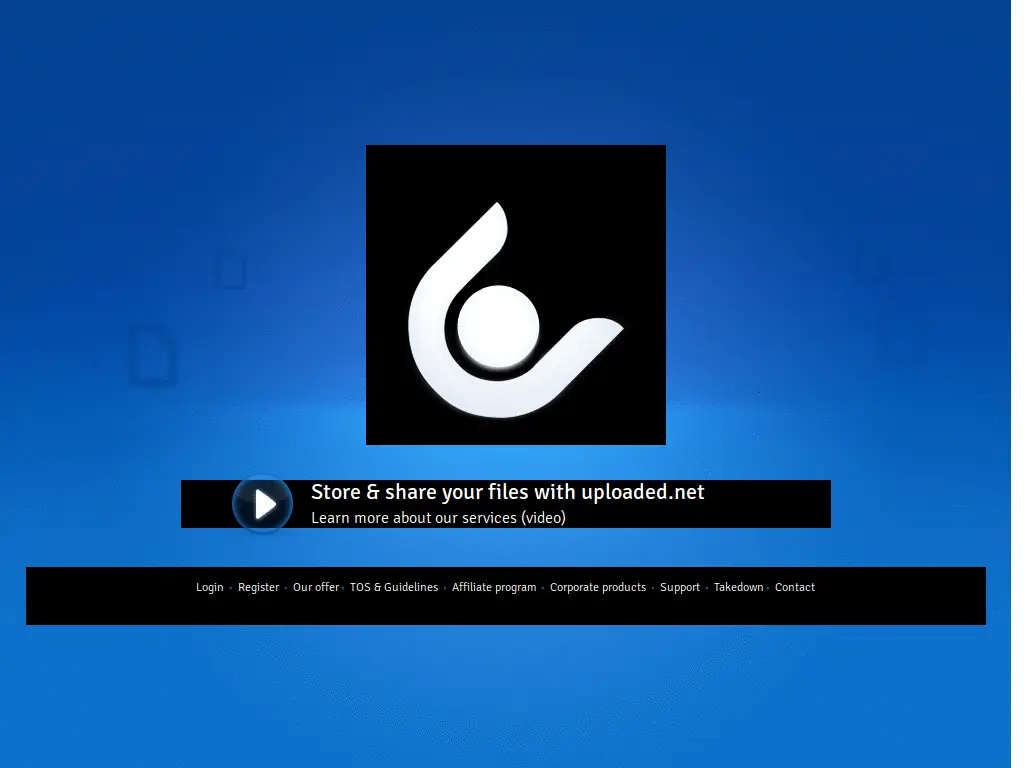 Store & share your files with uploaded.net
Learn more about our services (video)
Login • Register • Our offer • TOS & Guidelines • Affiliate program • Corporate products • Support • Takedown • Contact